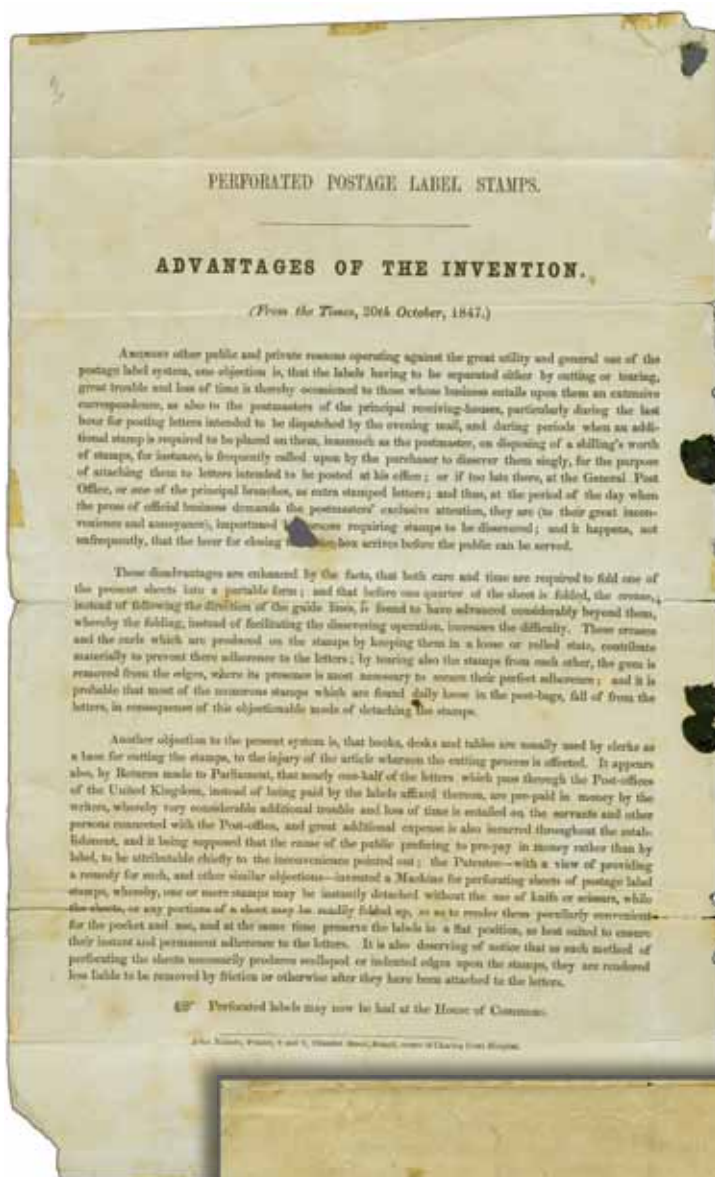 PERFORATED POSTAGE LABEL STAMPS.
ADVANTAGES OF THE INVENTION.
(From the Times, 20th October, 1847.)
AMONGST other public and private reasons operating against the great utility and general use of the
postage label system, one objection is, that the labels having to be separated either by cutting or tearing,
great trouble and loss of time is thereby occasioned to those whose business entails upon them an extensive
correspondence, as also to the postmasters of the principal receiving-houses, particularly during the last
hour for posting letters intended to be dispatched by the evening mail, and during periods when an addi-
tional stamp is required to be placed on them, inasmuch as the postmaster, on disposing of a shilling's worth
of stamps, for instance, is frequently called upon by the purchaser to dissever them singly, for the purpose
of attaching them to letters intended to be posted at his office; or if too late there, at the General Post
Office, or one of the principal branches, as extra stamped letters; and thus, at the period of the day when
the press of official business demands the postmasters' exclusive attention, they are (to their great incon-
venience and annoyance), importuned persons requiring stamps to be dissevered; and it happens, not
unfrequently, that the hour for closing box arrives before the public can be served.
These disadvantages are enhanced by the facts, that both care and time are required to fold one of
the present sheets into a portable form; and that before one quarter of the sheet is folded, the crease,
instead of following the direction of the guide lines, is found to have advanced considerably beyond them,
whereby the folding, instead of facilitating the dissevering operation, increases the difficulty. These creases
and the curls which are produced on the stamps by keeping them in a loose or rolled state, contribute
materially to prevent there adherence to the letters; by tearing also the stamps from each other, the gum is
removed from the edges, where its presence is most necessary to secure their perfect adherence; and it is
probable that most of the numerous stamps which are found daily loose in the post-bags, fall of from the
letters, in consequence of this objectionable mode of detaching the stamps.
Another objection to the present system is, that books, desks and tables are usually used by clerks as
a base for cutting the stamps, to the injury of the article whereon the cutting process is effected. It appears
also, by Returns made to Parliament, that nearly one-half of the letters which pass through the Post-offices
of the United Kingdom, instead of being paid by the labels affixed thereon, are pre-paid in money by the
writers, whereby very considerable additional trouble and loss of time is entailed on the servants and other
persons connected with the Post-office, and great additional expense is also incurred throughout the estab-
lishment, and it being supposed that the cause of the public prefering to pre-pay in money rather than by
label, to be attributable chiefly to the inconvenience pointed out; the Patentee—with a view of providing
a remedy for such, and other similar objections—invented a Machine for perforating sheets of postage label
stamps, whereby, one or more stamps may be instantly detached without the use of knife or scissars, while
the sheets, or any portions of a sheet may be readily folded up, so as to render them peculiarly convenient
for the pocket and use, and at the same time preserve the labels in a flat position, as best suited to ensure
their instant and permanent adherence to the letters. It is also deserving of notice that as such method of
perforating the sheets necessarily produces scolloped or indented edges upon the stamps, they are rendered
less liable to be removed by friction or otherwise after they have been attached to the letters.
☞ Perforated labels may now be had at the House of Commons.
Printer, Chandos Street, Strand, Charing Cross Hospital.